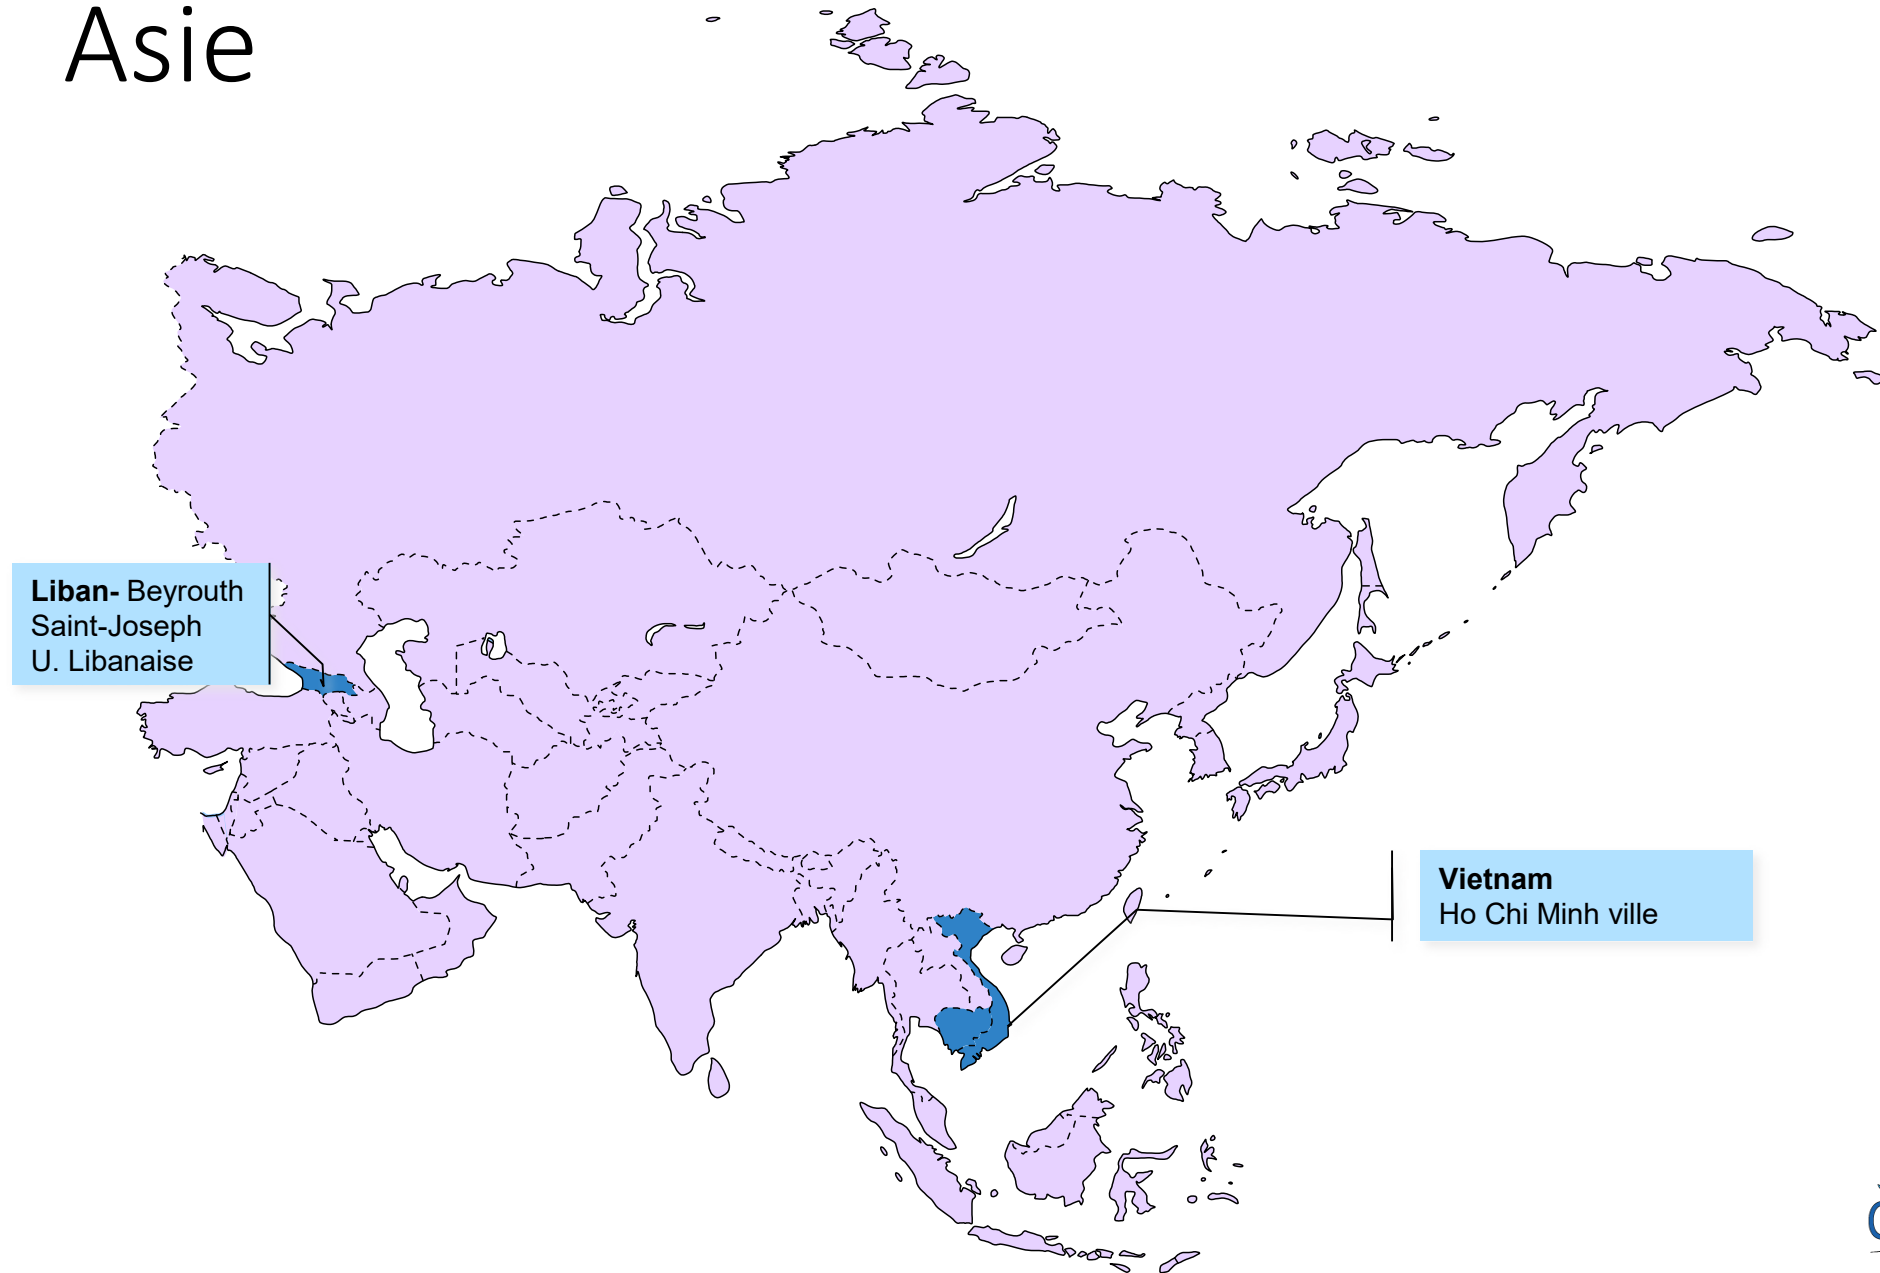 Asie
Liban- Beyrouth
Saint-Joseph
U. Libanaise
Vietnam
Ho Chi Minh ville